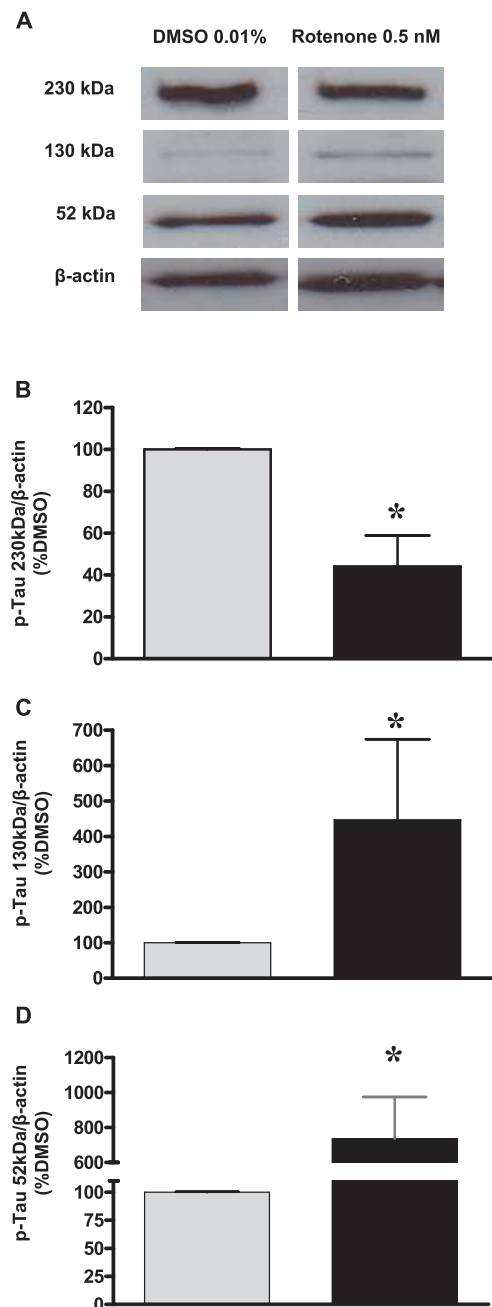 A
DMSO 0.01% Rotenone 0.5 nM
230 kDa
130 kDa
52 kDa
β-actin
B
p-Tau 230kDa/β-actin
(%DMSO)
120
100
80
60
40
20
0
*
C
p-Tau 130kDa/β-actin
(%DMSO)
700
600
500
400
300
200
100
0
*
D
p-Tau 52kDa/β-actin
(%DMSO)
1200
1000
800
600
100
75
50
25
0
*